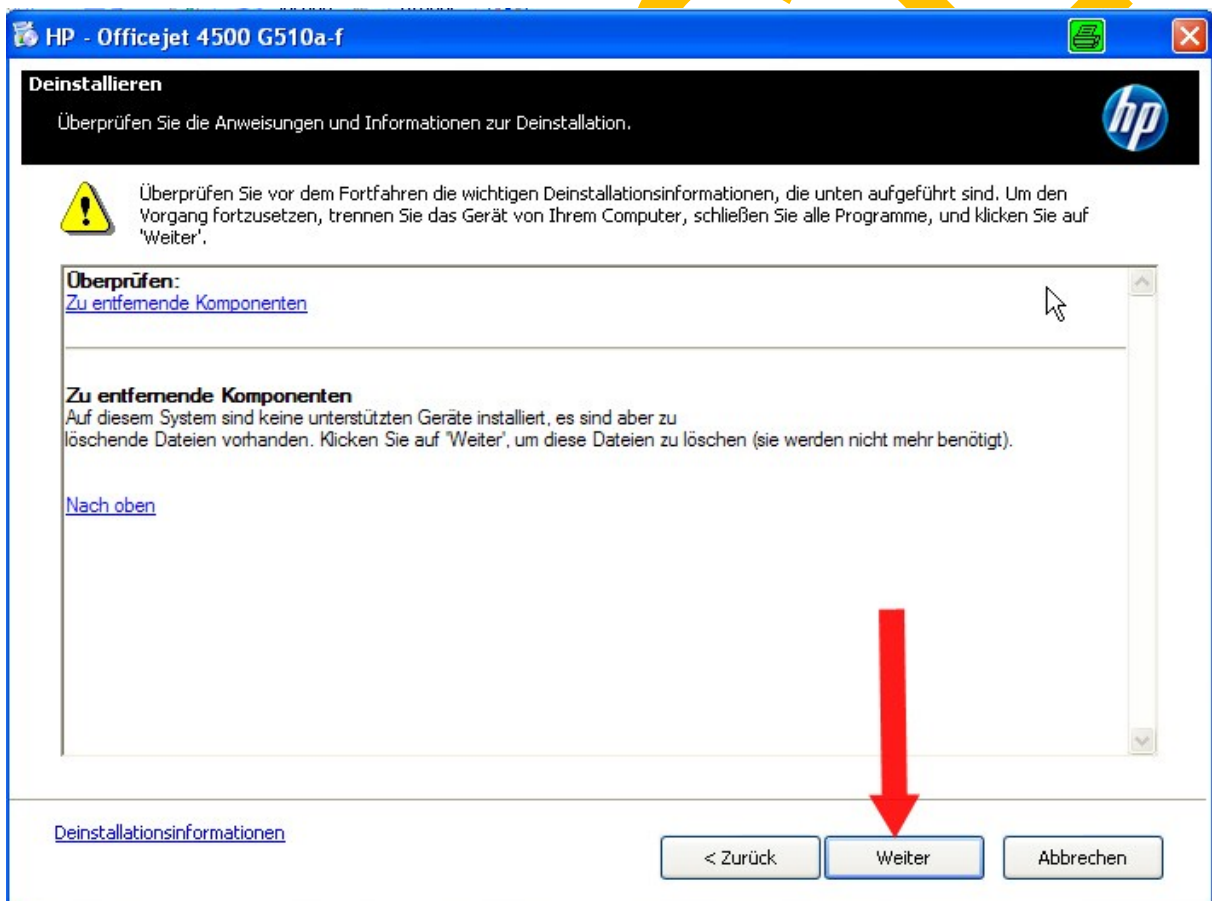 HP - Officejet 4500 G510a-f
Deinstallieren
Überprüfen Sie die Anweisungen und Informationen zur Deinstallation.
hp
Überprüfen Sie vor dem Fortfahren die wichtigen Deinstallationsinformationen, die unten aufgeführt sind. Um den
Vorgang fortzusetzen, trennen Sie das Gerät von Ihrem Computer, schließen Sie alle Programme, und klicken Sie auf
'Weiter'.
Überprüfen:
Zu entfernende Komponenten
Zu entfernende Komponenten
Auf diesem System sind keine unterstützten Geräte installiert, es sind aber zu
löschende Dateien vorhanden. Klicken Sie auf 'Weiter', um diese Dateien zu löschen (sie werden nicht mehr benötigt).
Nach oben
Deinstallationsinformationen
< Zurück
Weiter
Abbrechen